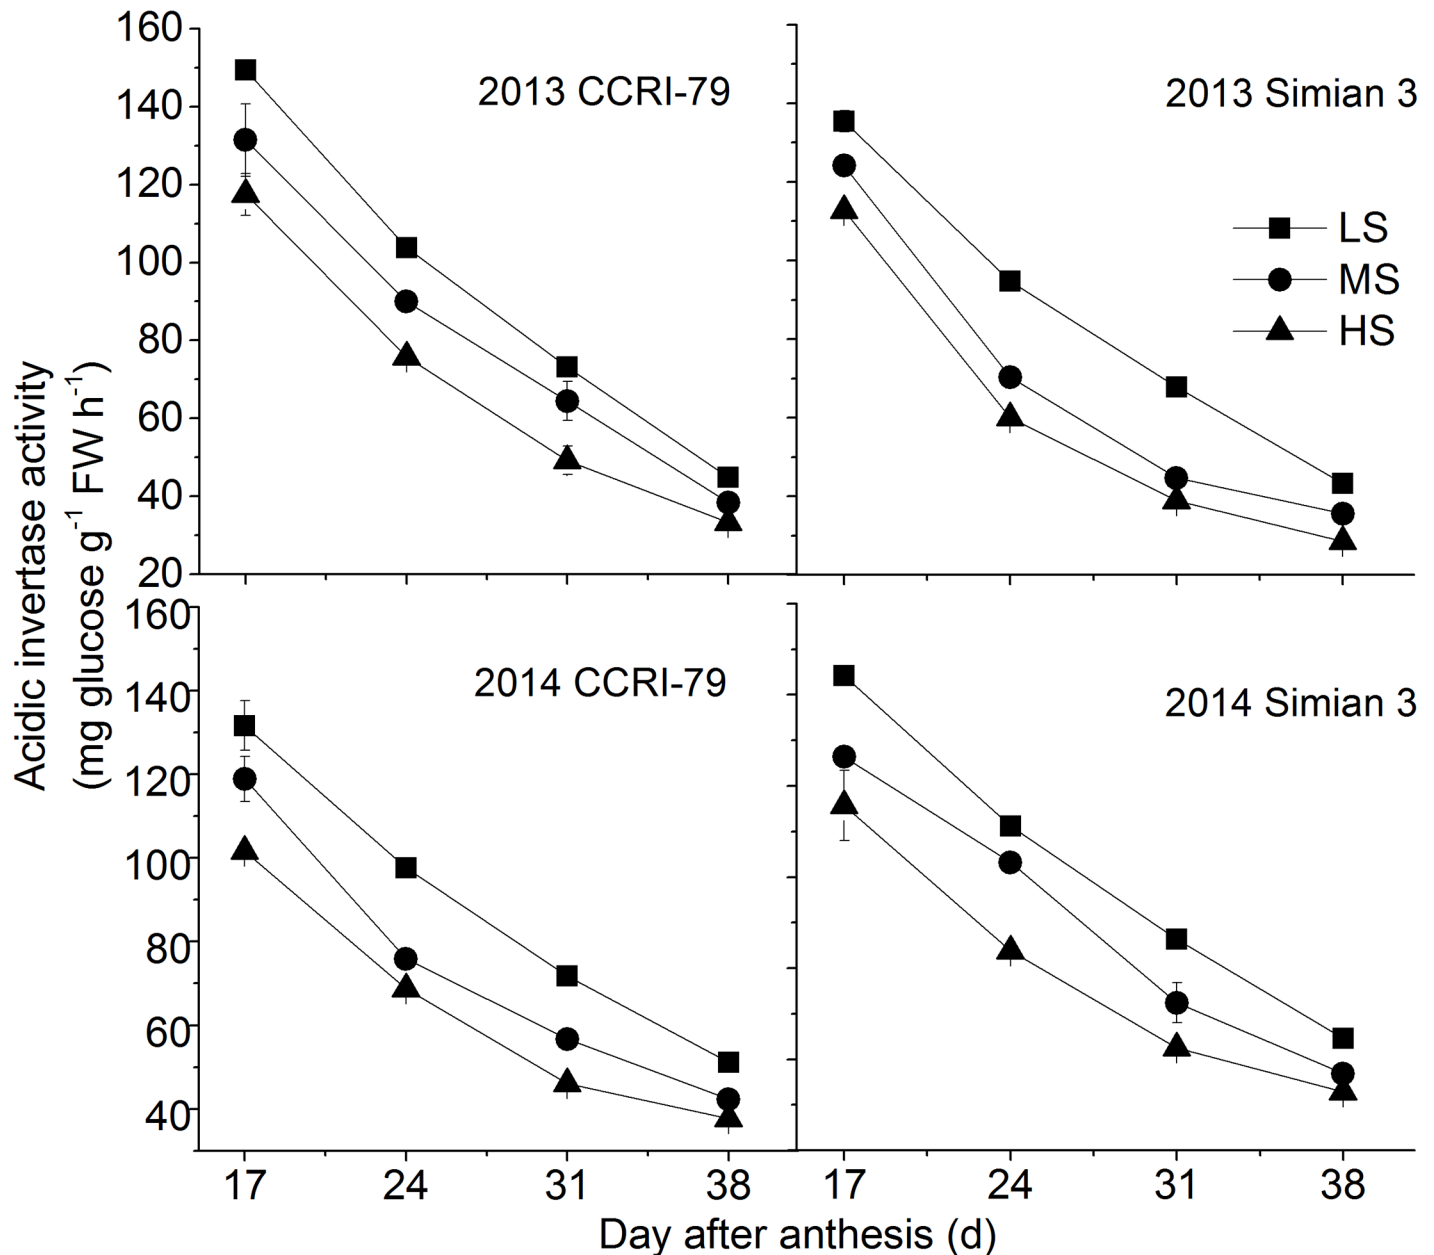 160
140
120
100
80
60
40
20
2013 CCRI-79
2013 Simian 3
LS
MS
HS
Acidic invertase activity
(mg glucose g⁻¹ FW h⁻¹)
160
140
120
100
80
60
40
2014 CCRI-79
2014 Simian 3
17 24 31 38 17 24 31 38
Day after anthesis (d)